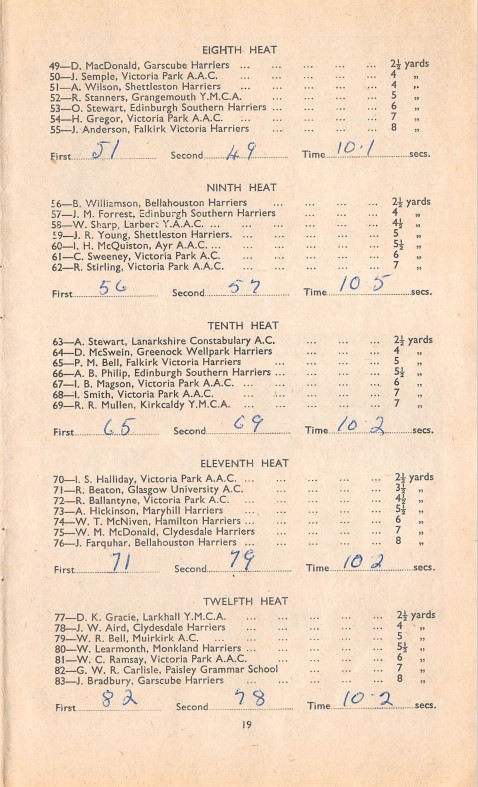 EIGHTH HEAT
49—D. MacDonald, Garscube Harriers ... ... ... ... 2½ yards
50—J. Semple, Victoria Park A.A.C. ... ... ... ... 4 „
51—A. Wilson, Shettleston Harriers ... ... ... ... 4 „
52—R. Stanners, Grangemouth Y.M.C.A. ... ... ... ... 5 „
53—O. Stewart, Edinburgh Southern Harriers ... ... ... ... 6 „
54—H. Gregor, Victoria Park A.A.C. ... ... ... ... 7 „
55—J. Anderson, Falkirk Victoria Harriers ... ... ... ... 8 „
First 51 Second 49 Time 10·1 secs.
NINTH HEAT
56—B. Williamson, Bellahouston Harriers ... ... ... ... 2½ yards
57—J. M. Forrest, Edinburgh Southern Harriers ... ... ... 4 „
58—W. Sharp, Larbert Y.A.A.C. ... ... ... ... ... 4½ „
59—J. R. Young, Shettleston Harriers. ... ... ... ... 5 „
60—I. H. McQuiston, Ayr A.A.C. ... ... ... ... ... 5½ „
61—C. Sweeney, Victoria Park A.C. ... ... ... ... 6 „
62—R. Stirling, Victoria Park A.A.C. ... ... ... ... 7 „
First 56 Second 57 Time 10 5 secs.
TENTH HEAT
63—A. Stewart, Lanarkshire Constabulary A.C. ... ... ... 2½ yards
64—D. McSwein, Greenock Wellpark Harriers ... ... ... 4 „
65—P. M. Bell, Falkirk Victoria Harriers ... ... ... ... 5 „
66—A. B. Philip, Edinburgh Southern Harriers ... ... ... ... 5½ „
67—I. B. Magson, Victoria Park A.A.C. ... ... ... ... ... 6 „
68—I. Smith, Victoria Park A.A.C. ... ... ... ... ... 7 „
69—R. R. Mullen, Kirkcaldy Y.M.C.A. ... ... ... ... ... 7 „
First 65 Second 69 Time 10·2 secs.
ELEVENTH HEAT
70—I. S. Halliday, Victoria Park A.A.C. ... ... ... ... 2½ yards
71—R. Beaton, Glasgow University A.C. ... ... ... 3½ „
72—R. Ballantyne, Victoria Park A.A.C. ... ... ... ... 4½ „
73—A. Hickinson, Maryhill Harriers ... ... ... ... 5½ „
74—W. T. McNiven, Hamilton Harriers ... ... ... ... 6 „
75—W. M. McDonald, Clydesdale Harriers ... ... ... 7 „
76—J. Farquhar, Bellahouston Harriers ... ... ... ... 8 „
First 71 Second 79 Time 10 2 secs.
TWELFTH HEAT
77—D. K. Gracie, Larkhall Y.M.C.A. ... ... ... ... 2½ yards
78—J. W. Aird, Clydesdale Harriers ... ... ... ... 4 „
79—W. R. Bell, Muirkirk A.C. ... ... ... ... ... 5 „
80—W. Learmonth, Monkland Harriers ... ... ... ... 5½ „
81—W. C. Ramsay, Victoria Park A.A.C. ... ... ... ... 6 „
82—G. W. R. Carlisle, Paisley Grammar School ... ... ... 7 „
83—J. Bradbury, Garscube Harriers ... ... ... ... 8 „
First 82 Second 78 Time 10·2 secs.
19